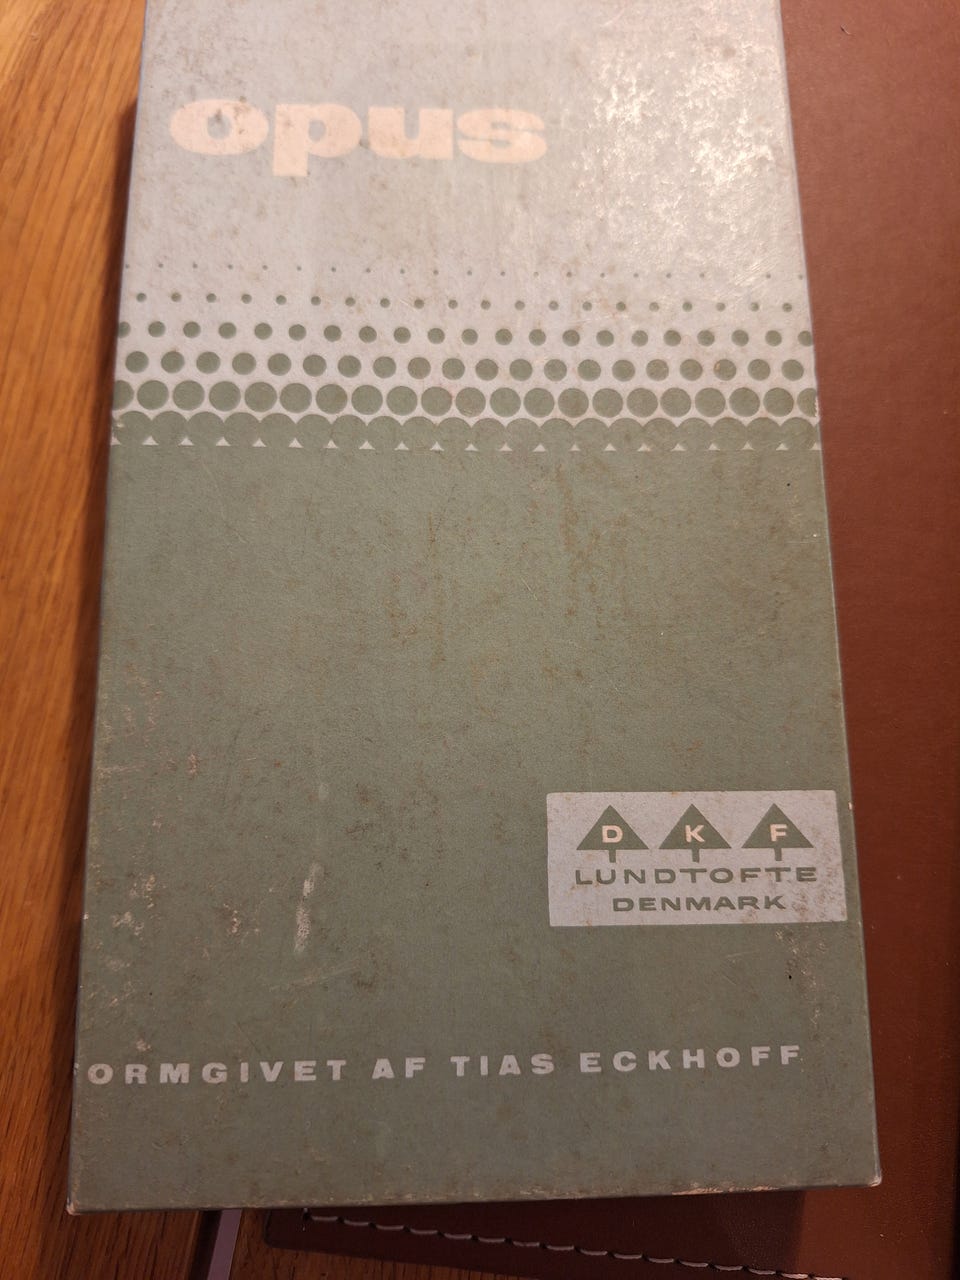 opus
D K F
LUNDTOFTE
DENMARK
ORMGIVET AF TIAS ECKHOFF